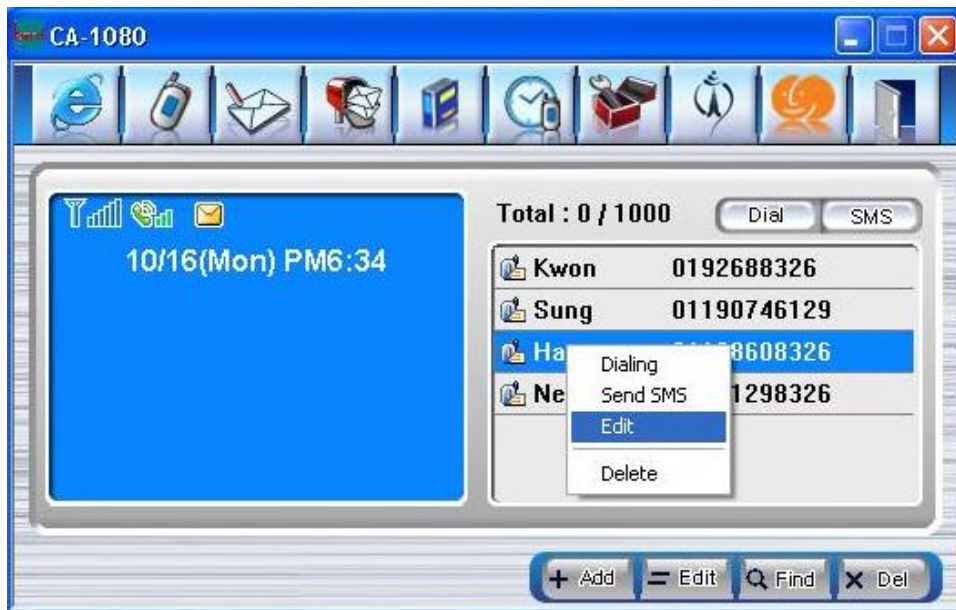 CA-1080
10/16(Mon) PM6:34
Total : 0 / 1000 Dial SMS
Kwon 0192688326
Sung 01190746129
Ha 8608326
Ne 1298326
Dialing
Send SMS
Edit
Delete
+ Add = Edit Find X Del